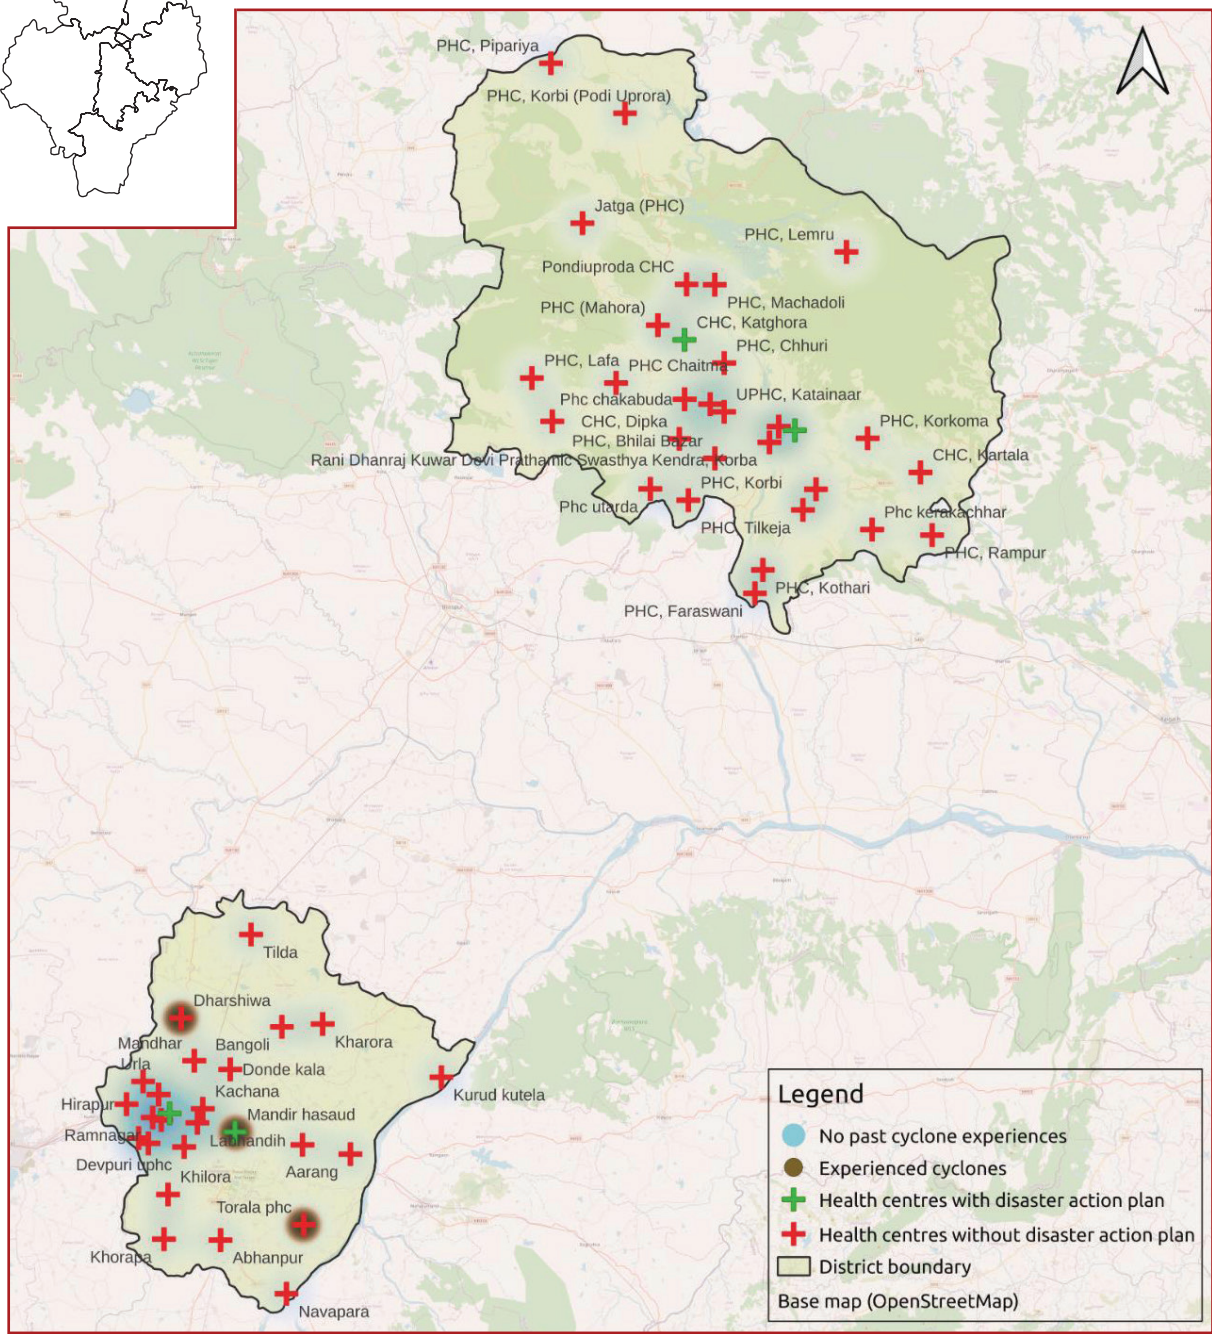 PHC, Pipariya
PHC, Korbi (Podi Uprora)
Jatga (PHC)
PHC, Lemru
Pondiuproda CHC
PHC, Machadoli
PHC (Mahora)
CHC, Katghora
PHC, Chhuri
PHC, Lafa
PHC Chaitma
Phc chakabuda
UPHC, Katainaar
CHC, Dipka
PHC, Korkoma
PHC, Bhilai Bazar
Rani Dhanraj Kuwar Devi Prathamic Swasthya Kendra, Korba
CHC, Kartala
PHC, Korbi
Phc utarda
Phc kerakachhar
PHC, Tilkeja
PHC, Rampur
PHC, Kothari
PHC, Faraswani
Tilda
Dharshiwa
Mandhar
Bangoli
Kharora
Urla
Donde kala
Kachana
Kurud kutela
Hirapur
Mandir hasaud
Ramnagar
Labhandih
Devpuri uphc
Khilora
Aarang
Torala phc
Khorapa
Abhanpur
Navapara
Legend
No past cyclone experiences
Experienced cyclones
Health centres with disaster action plan
Health centres without disaster action plan
District boundary
Base map (OpenStreetMap)